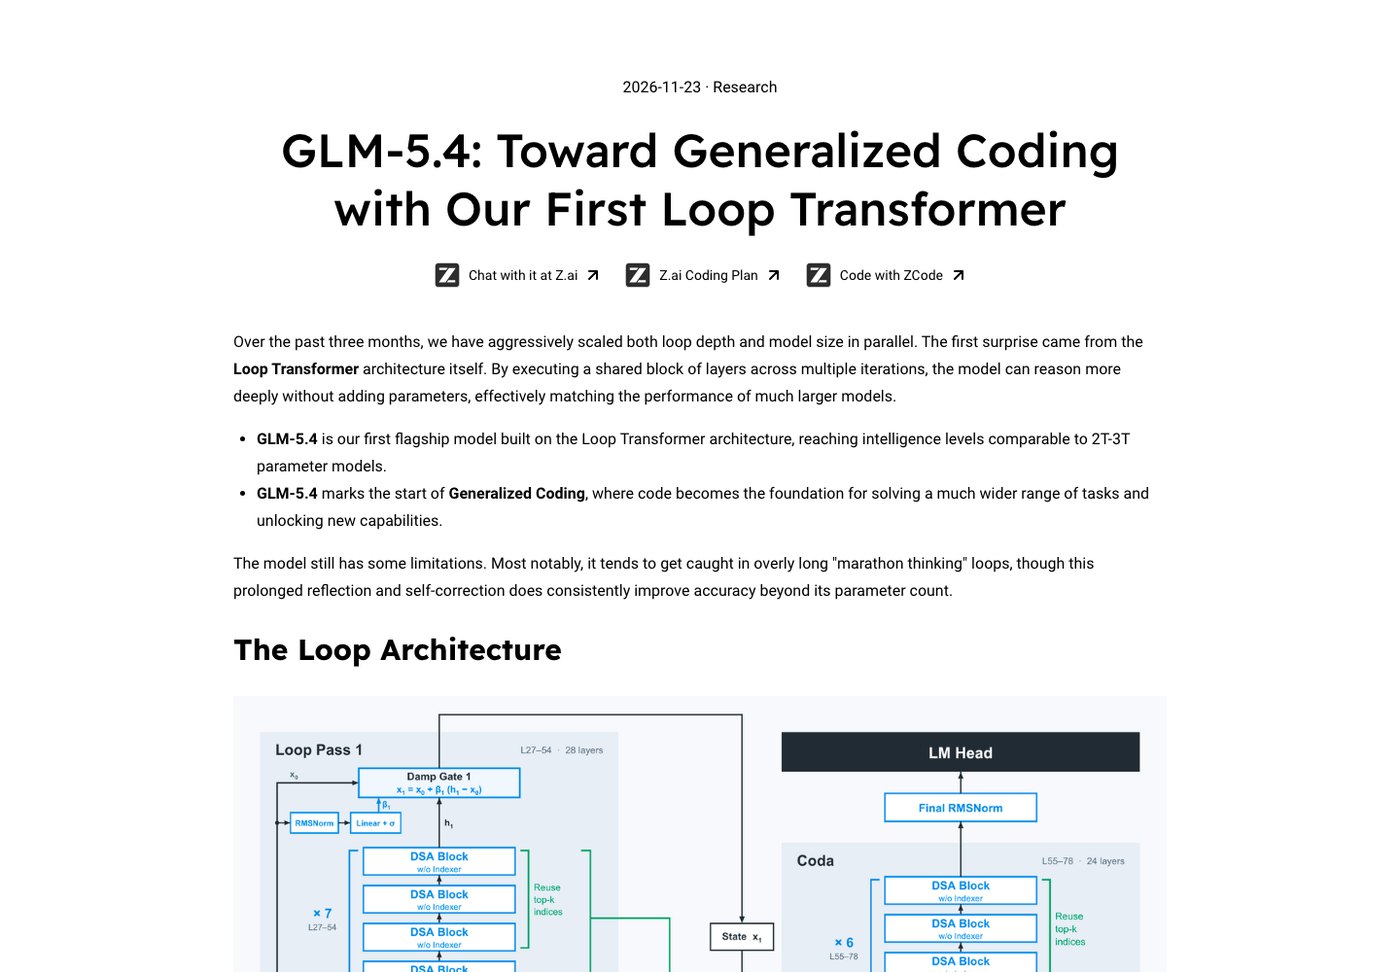 2026-11-23 · Research
GLM-5.4: Toward Generalized Coding
with Our First Loop Transformer
Chat with it at Z.ai
Z.ai Coding Plan
Code with ZCode
Over the past three months, we have aggressively scaled both loop depth and model size in parallel. The first surprise came from the
Loop Transformer architecture itself. By executing a shared block of layers across multiple iterations, the model can reason more
deeply without adding parameters, effectively matching the performance of much larger models.
• GLM-5.4 is our first flagship model built on the Loop Transformer architecture, reaching intelligence levels comparable to 2T-3T
parameter models.
• GLM-5.4 marks the start of Generalized Coding, where code becomes the foundation for solving a much wider range of tasks and
unlocking new capabilities.
The model still has some limitations. Most notably, it tends to get caught in overly long "marathon thinking" loops, though this
prolonged reflection and self-correction does consistently improve accuracy beyond its parameter count.
The Loop Architecture
Loop Pass 1
L27–54 · 28 layers
x₀
Damp Gate 1
x₁ = x₀ + β₁ (h₁ − x₀)
β₁
RMSNorm
Linear + σ
h₁
DSA Block
w/o Indexer
DSA Block
w/o Indexer
DSA Block
w/o Indexer
DSA Block
× 7
L27–54
Reuse
top-k
indices
State x₁
LM Head
Final RMSNorm
Coda
L55–78 · 24 layers
DSA Block
w/o Indexer
DSA Block
w/o Indexer
DSA Block
× 6
L55–78
Reuse
top-k
indices